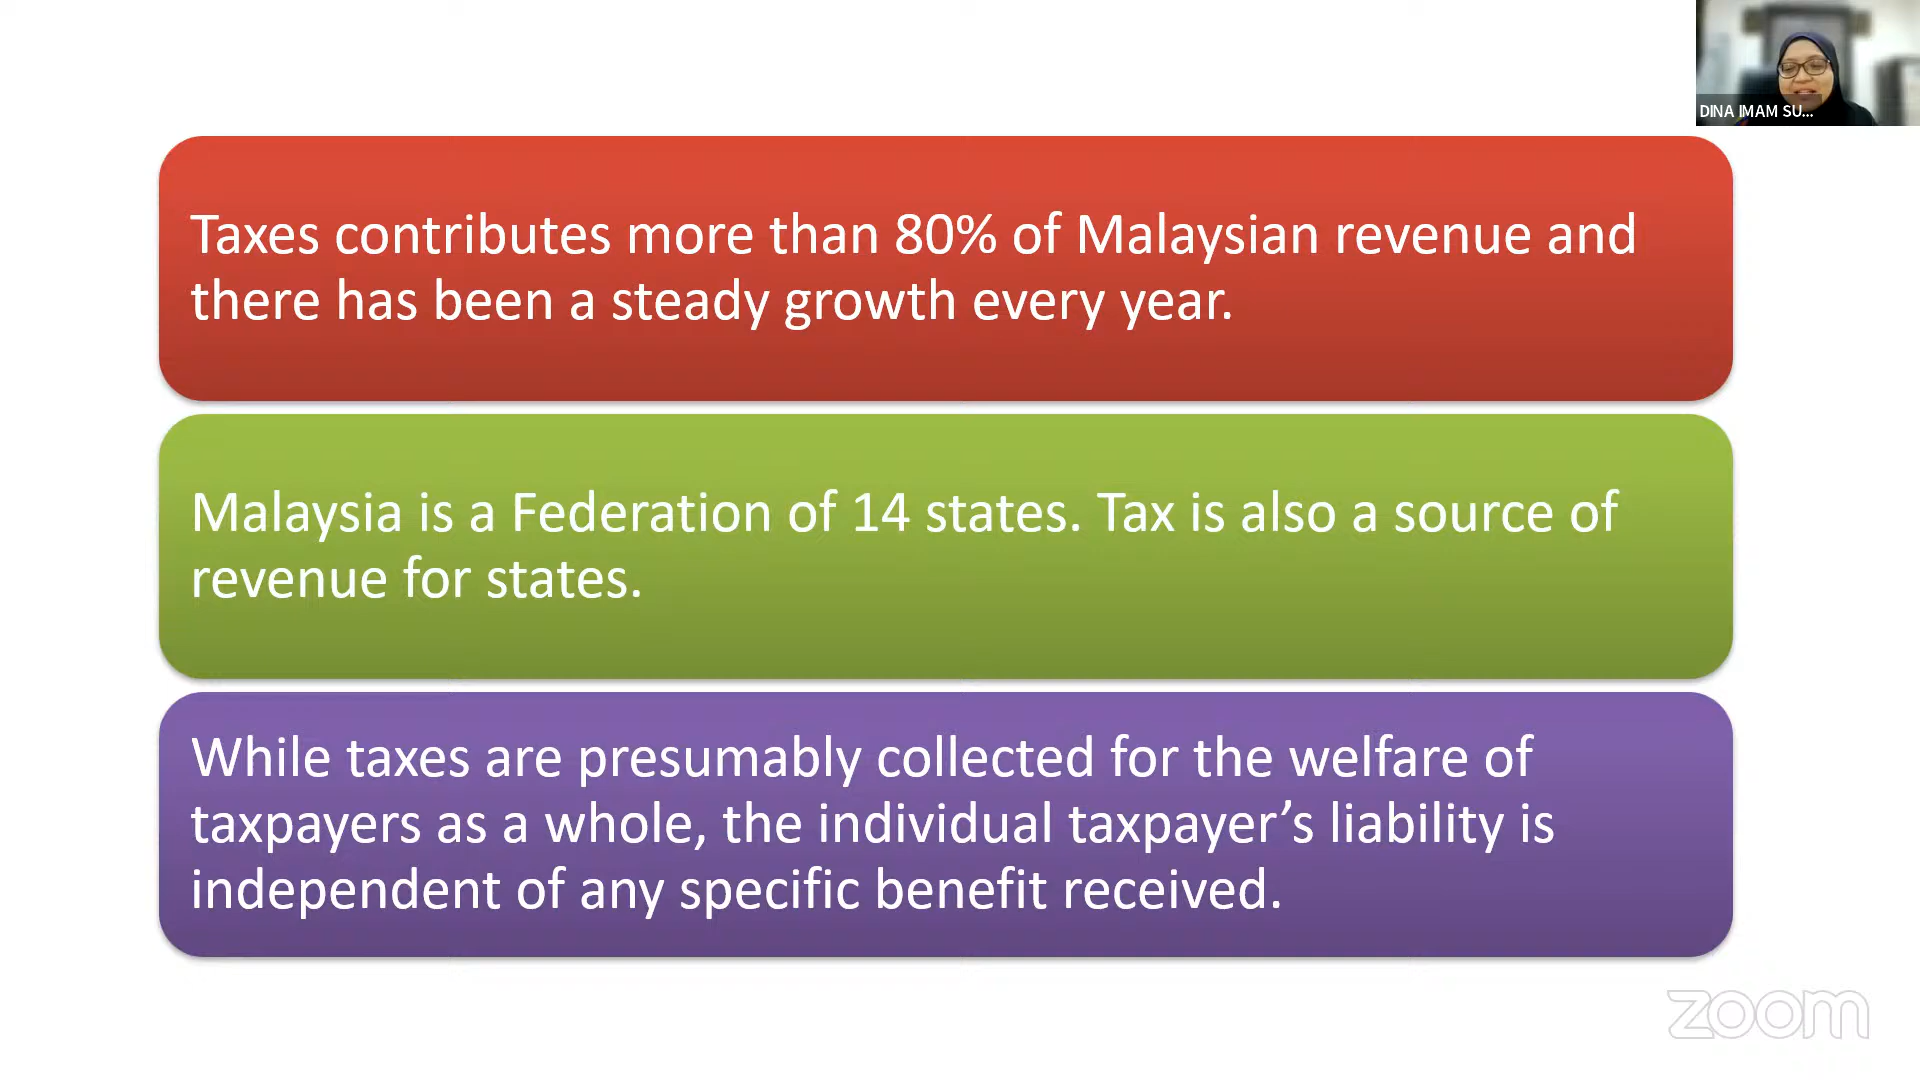 DINA IMAM SU...
Taxes contributes more than 80% of Malaysian revenue and
there has been a steady growth every year.
Malaysia is a Federation of 14 states. Tax is also a source of
revenue for states.
While taxes are presumably collected for the welfare of
taxpayers as a whole, the individual taxpayer’s liability is
independent of any specific benefit received.
zoom